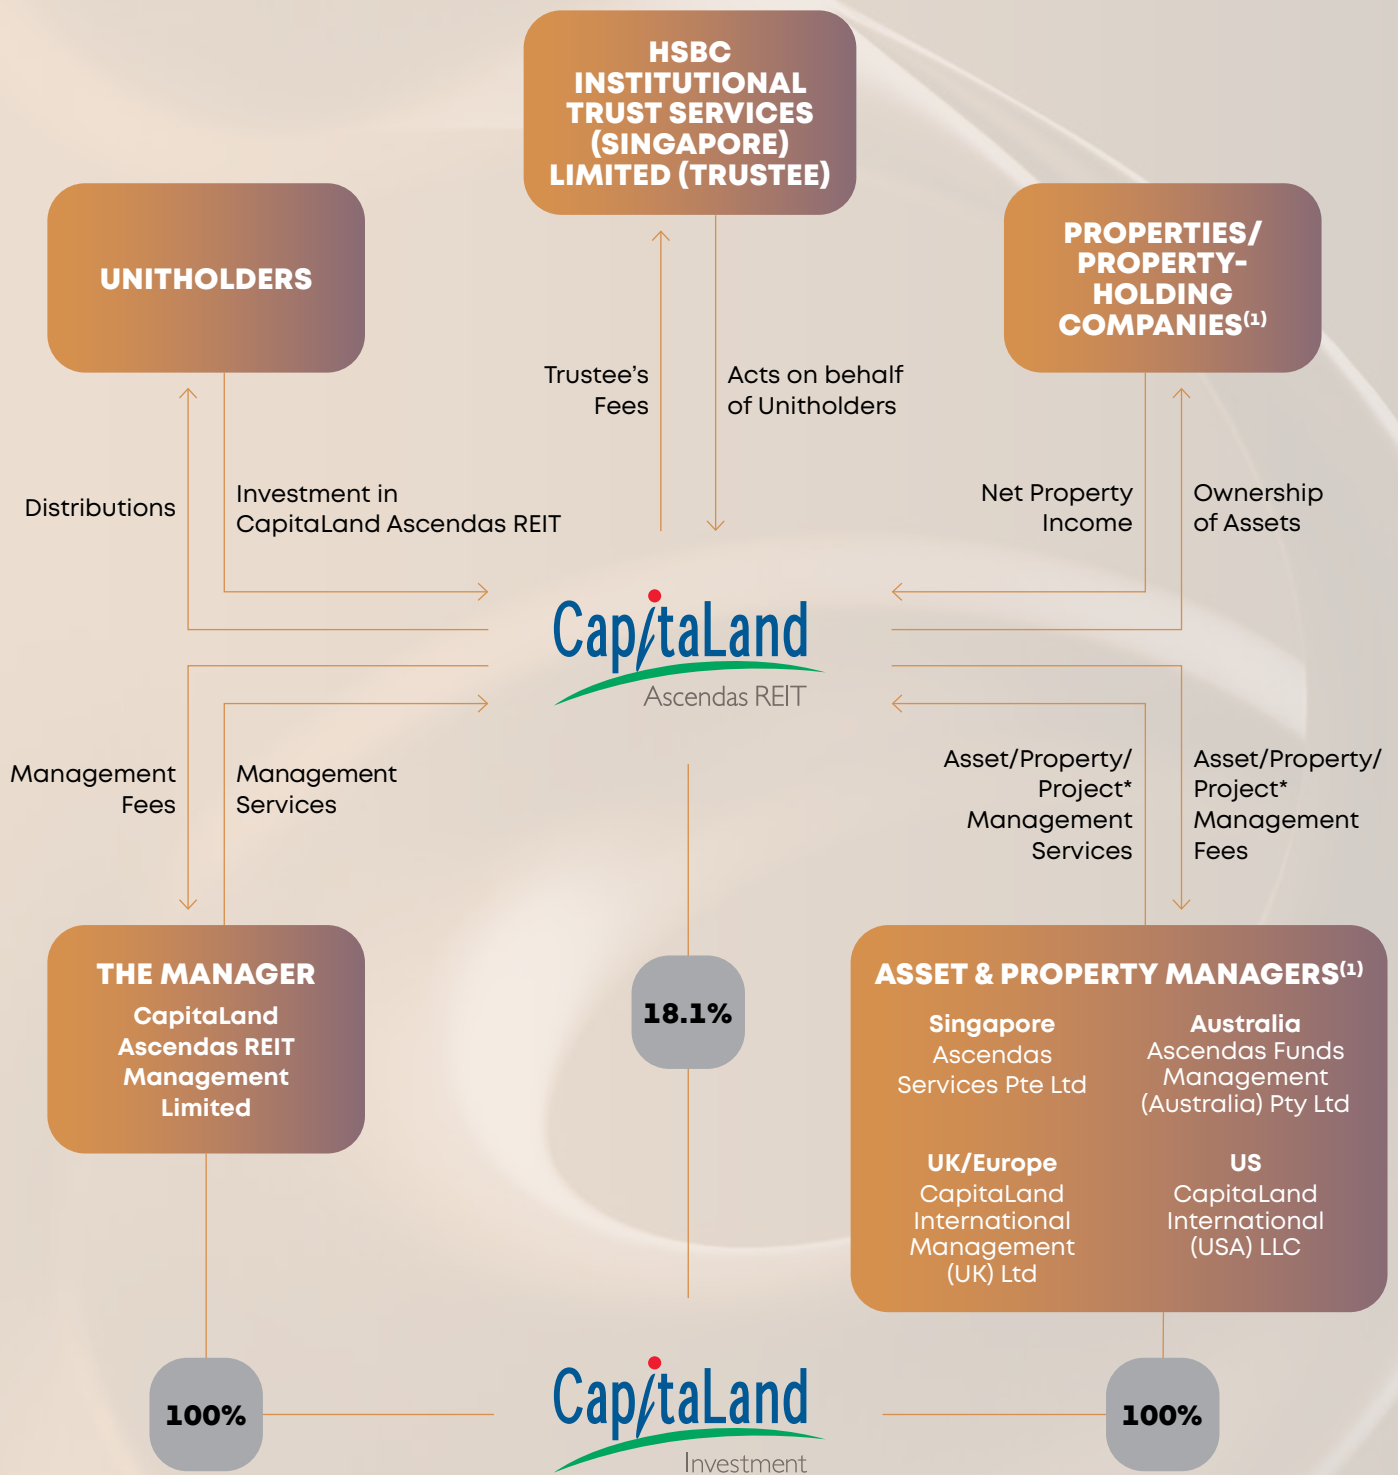 HSBC
INSTITUTIONAL
TRUST SERVICES
(SINGAPORE)
LIMITED (TRUSTEE)
UNITHOLDERS
PROPERTIES/
PROPERTY-
HOLDING
COMPANIES(1)
Trustee’s
Fees
Acts on behalf
of Unitholders
Distributions
Investment in
CapitaLand Ascendas REIT
Net Property
Income
Ownership
of Assets
CapitaLand
Ascendas REIT
Management
Fees
Management
Services
Asset/Property/
Project*
Management
Services
Asset/Property/
Project*
Management
Fees
THE MANAGER
CapitaLand
Ascendas REIT
Management
Limited
18.1%
ASSET & PROPERTY MANAGERS(1)
Singapore
Ascendas
Services Pte Ltd
Australia
Ascendas Funds
Management
(Australia) Pty Ltd
UK/Europe
CapitaLand
International
Management
(UK) Ltd
US
CapitaLand
International
(USA) LLC
100%
CapitaLand
Investment
100%